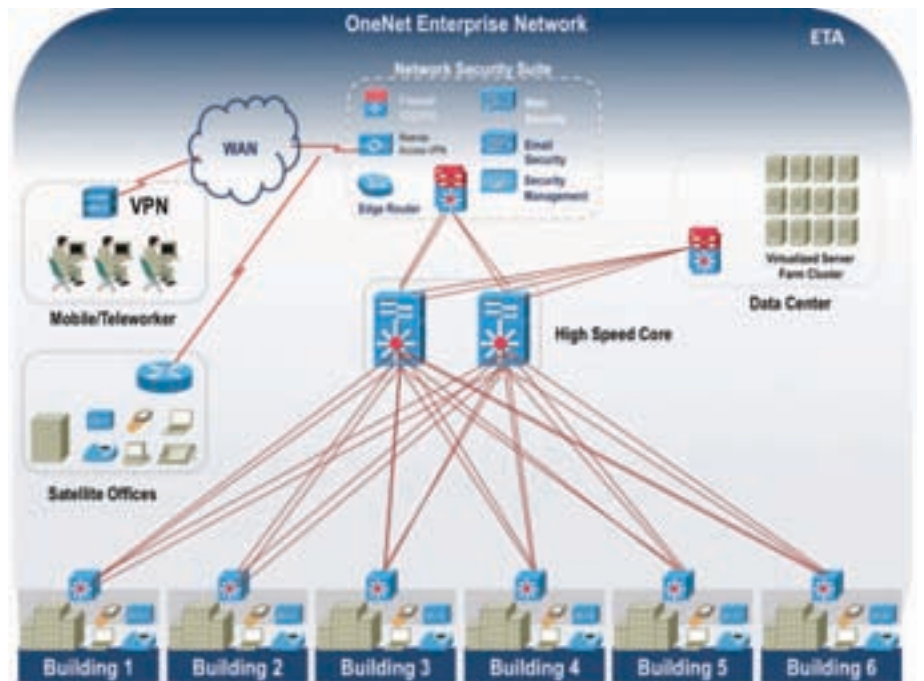 OneNet Enterprise Network
ETA
Network Security Suite
WAN
Access VPN
Email
Security
Edge Router
Security
Management
VPN
Mobile/Teleworker
Virtualized Server
Farm Cluster
Data Center
High Speed Core
Satellite Offices
Building 1
Building 2
Building 3
Building 4
Building 5
Building 6